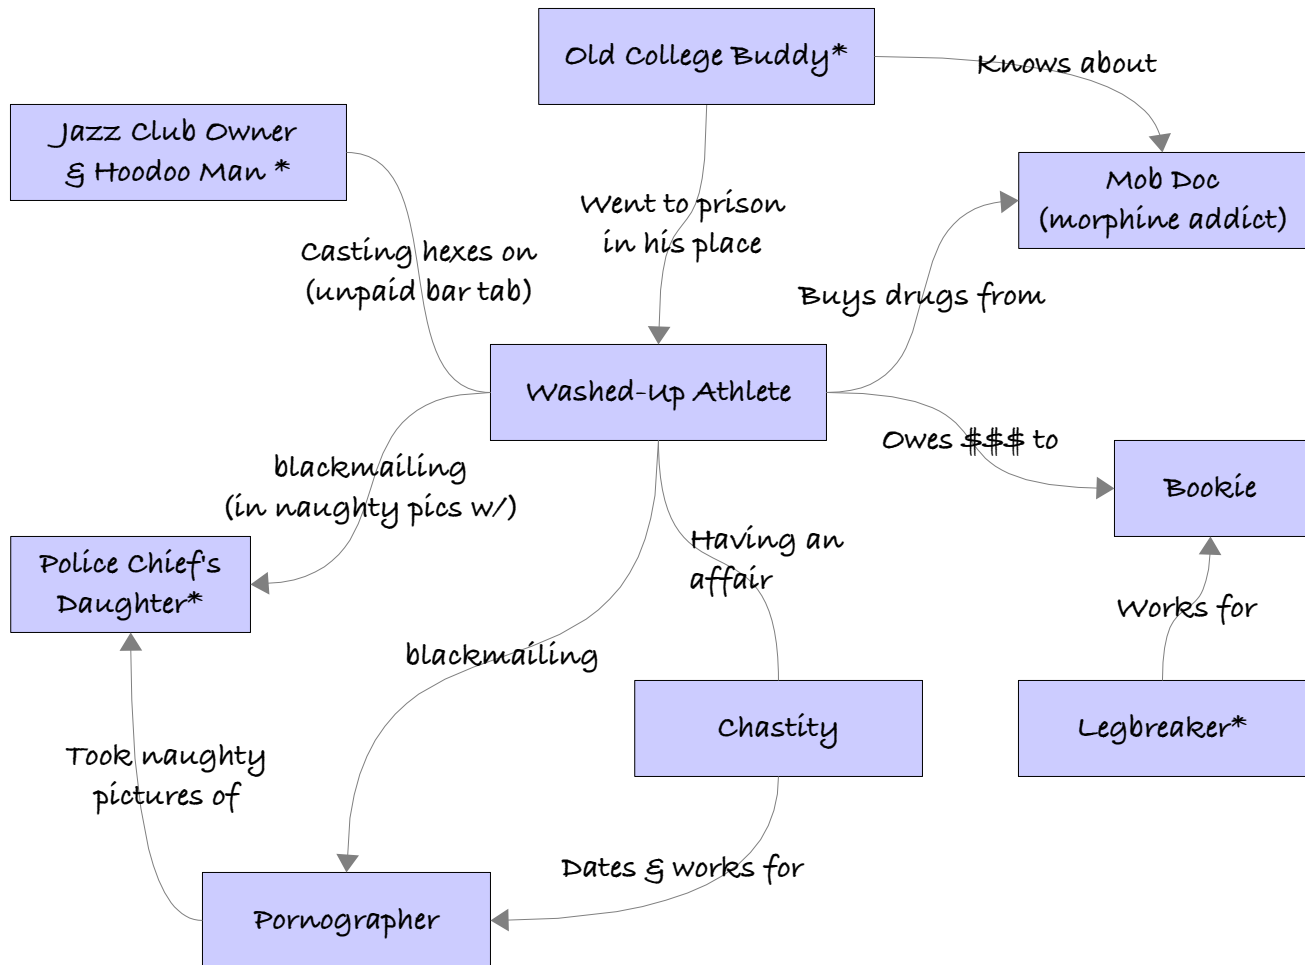 Old College Buddy*
Knows about
Jazz Club Owner
& Hoodoo Man *
Mob Doc
(morphine addict)
Went to prison
in his place
Casting hexes on
(unpaid bar tab)
Buys drugs from
Washed-Up Athlete
Owes $$$ to
blackmailing
(in naughty pics w/)
Bookie
Having an
affair
Police Chief's
Daughter*
Works for
blackmailing
Chastity
Legbreaker*
Took naughty
pictures of
Dates & works for
Pornographer